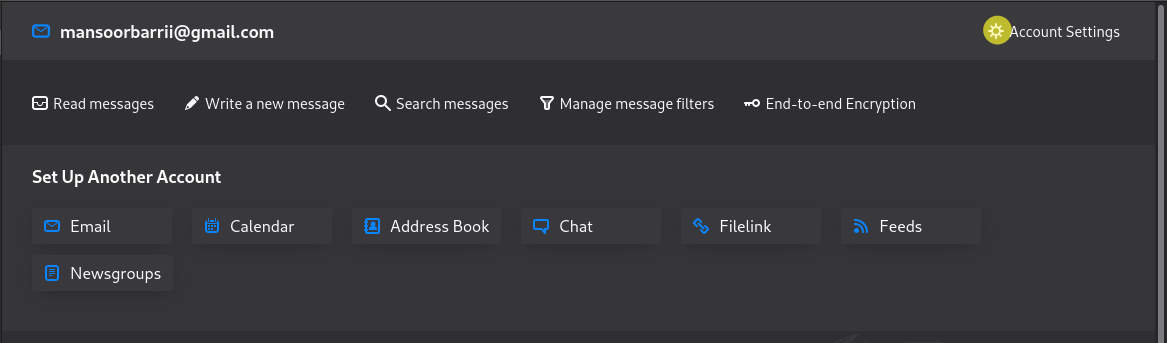 mansoorbarrii@gmail.com Account Settings
Read messages Write a new message Search messages Manage message filters End-to-end Encryption
Set Up Another Account
Email Calendar Address Book Chat Filelink Feeds
Newsgroups